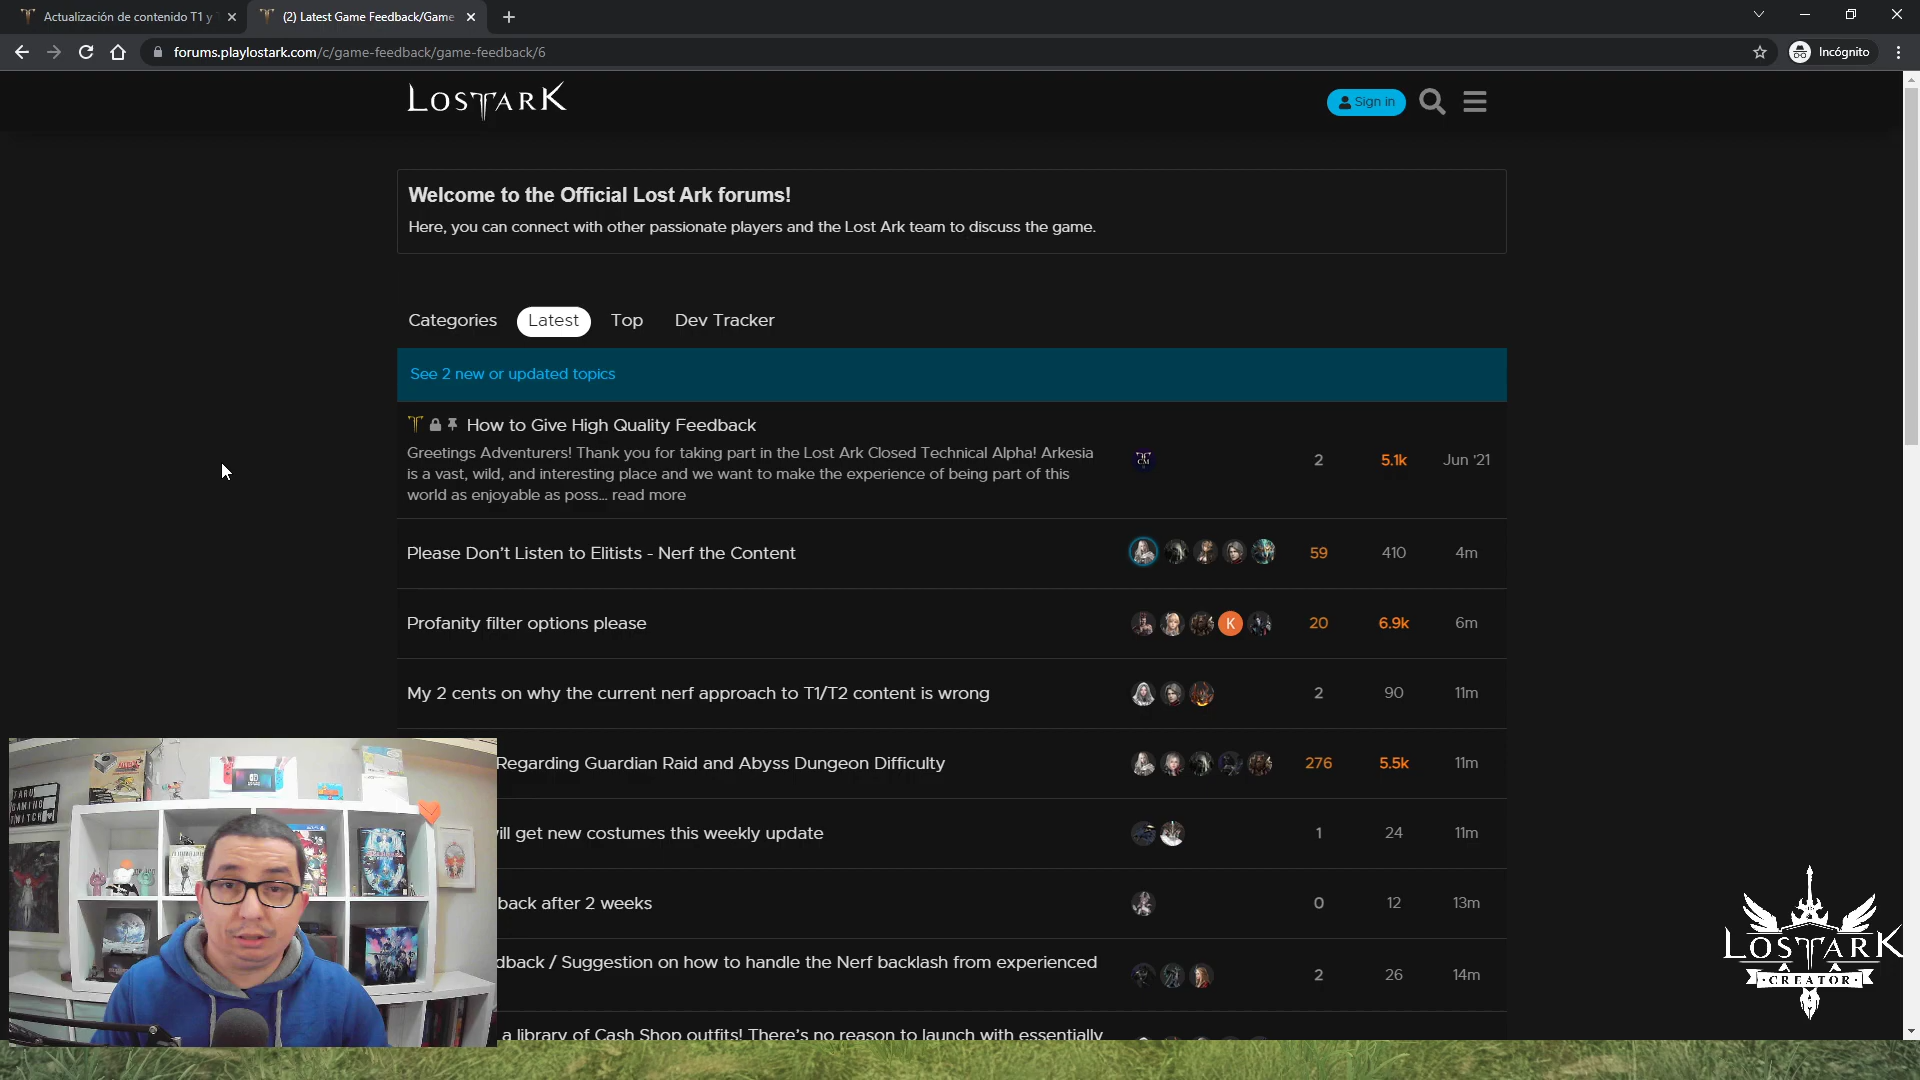 Actualización de contenido T1 y
(2) Latest Game Feedback/Game
forums.playlostark.com/c/game-feedback/game-feedback/6
Incógnito
LOSTARK
Sign in
Welcome to the Official Lost Ark forums!
Here, you can connect with other passionate players and the Lost Ark team to discuss the game.
Categories Latest Top Dev Tracker
See 2 new or updated topics
How to Give High Quality Feedback
Greetings Adventurers! Thank you for taking part in the Lost Ark Closed Technical Alpha! Arkesia
is a vast, wild, and interesting place and we want to make the experience of being part of this
world as enjoyable as poss... read more
CM
2 5.1k Jun '21
Please Don't Listen to Elitists - Nerf the Content
59 410 4m
Profanity filter options please
K
20 6.9k 6m
My 2 cents on why the current nerf approach to T1/T2 content is wrong
2 90 11m
Regarding Guardian Raid and Abyss Dungeon Difficulty
276 5.5k 11m
ill get new costumes this weekly update
1 24 11m
back after 2 weeks
0 12 13m
dback / Suggestion on how to handle the Nerf backlash from experienced
2 26 14m
a library of Cash Shop outfits! There's no reason to launch with essentially
TARU
GAMING
TWITCH
LOSTARK
CREATOR